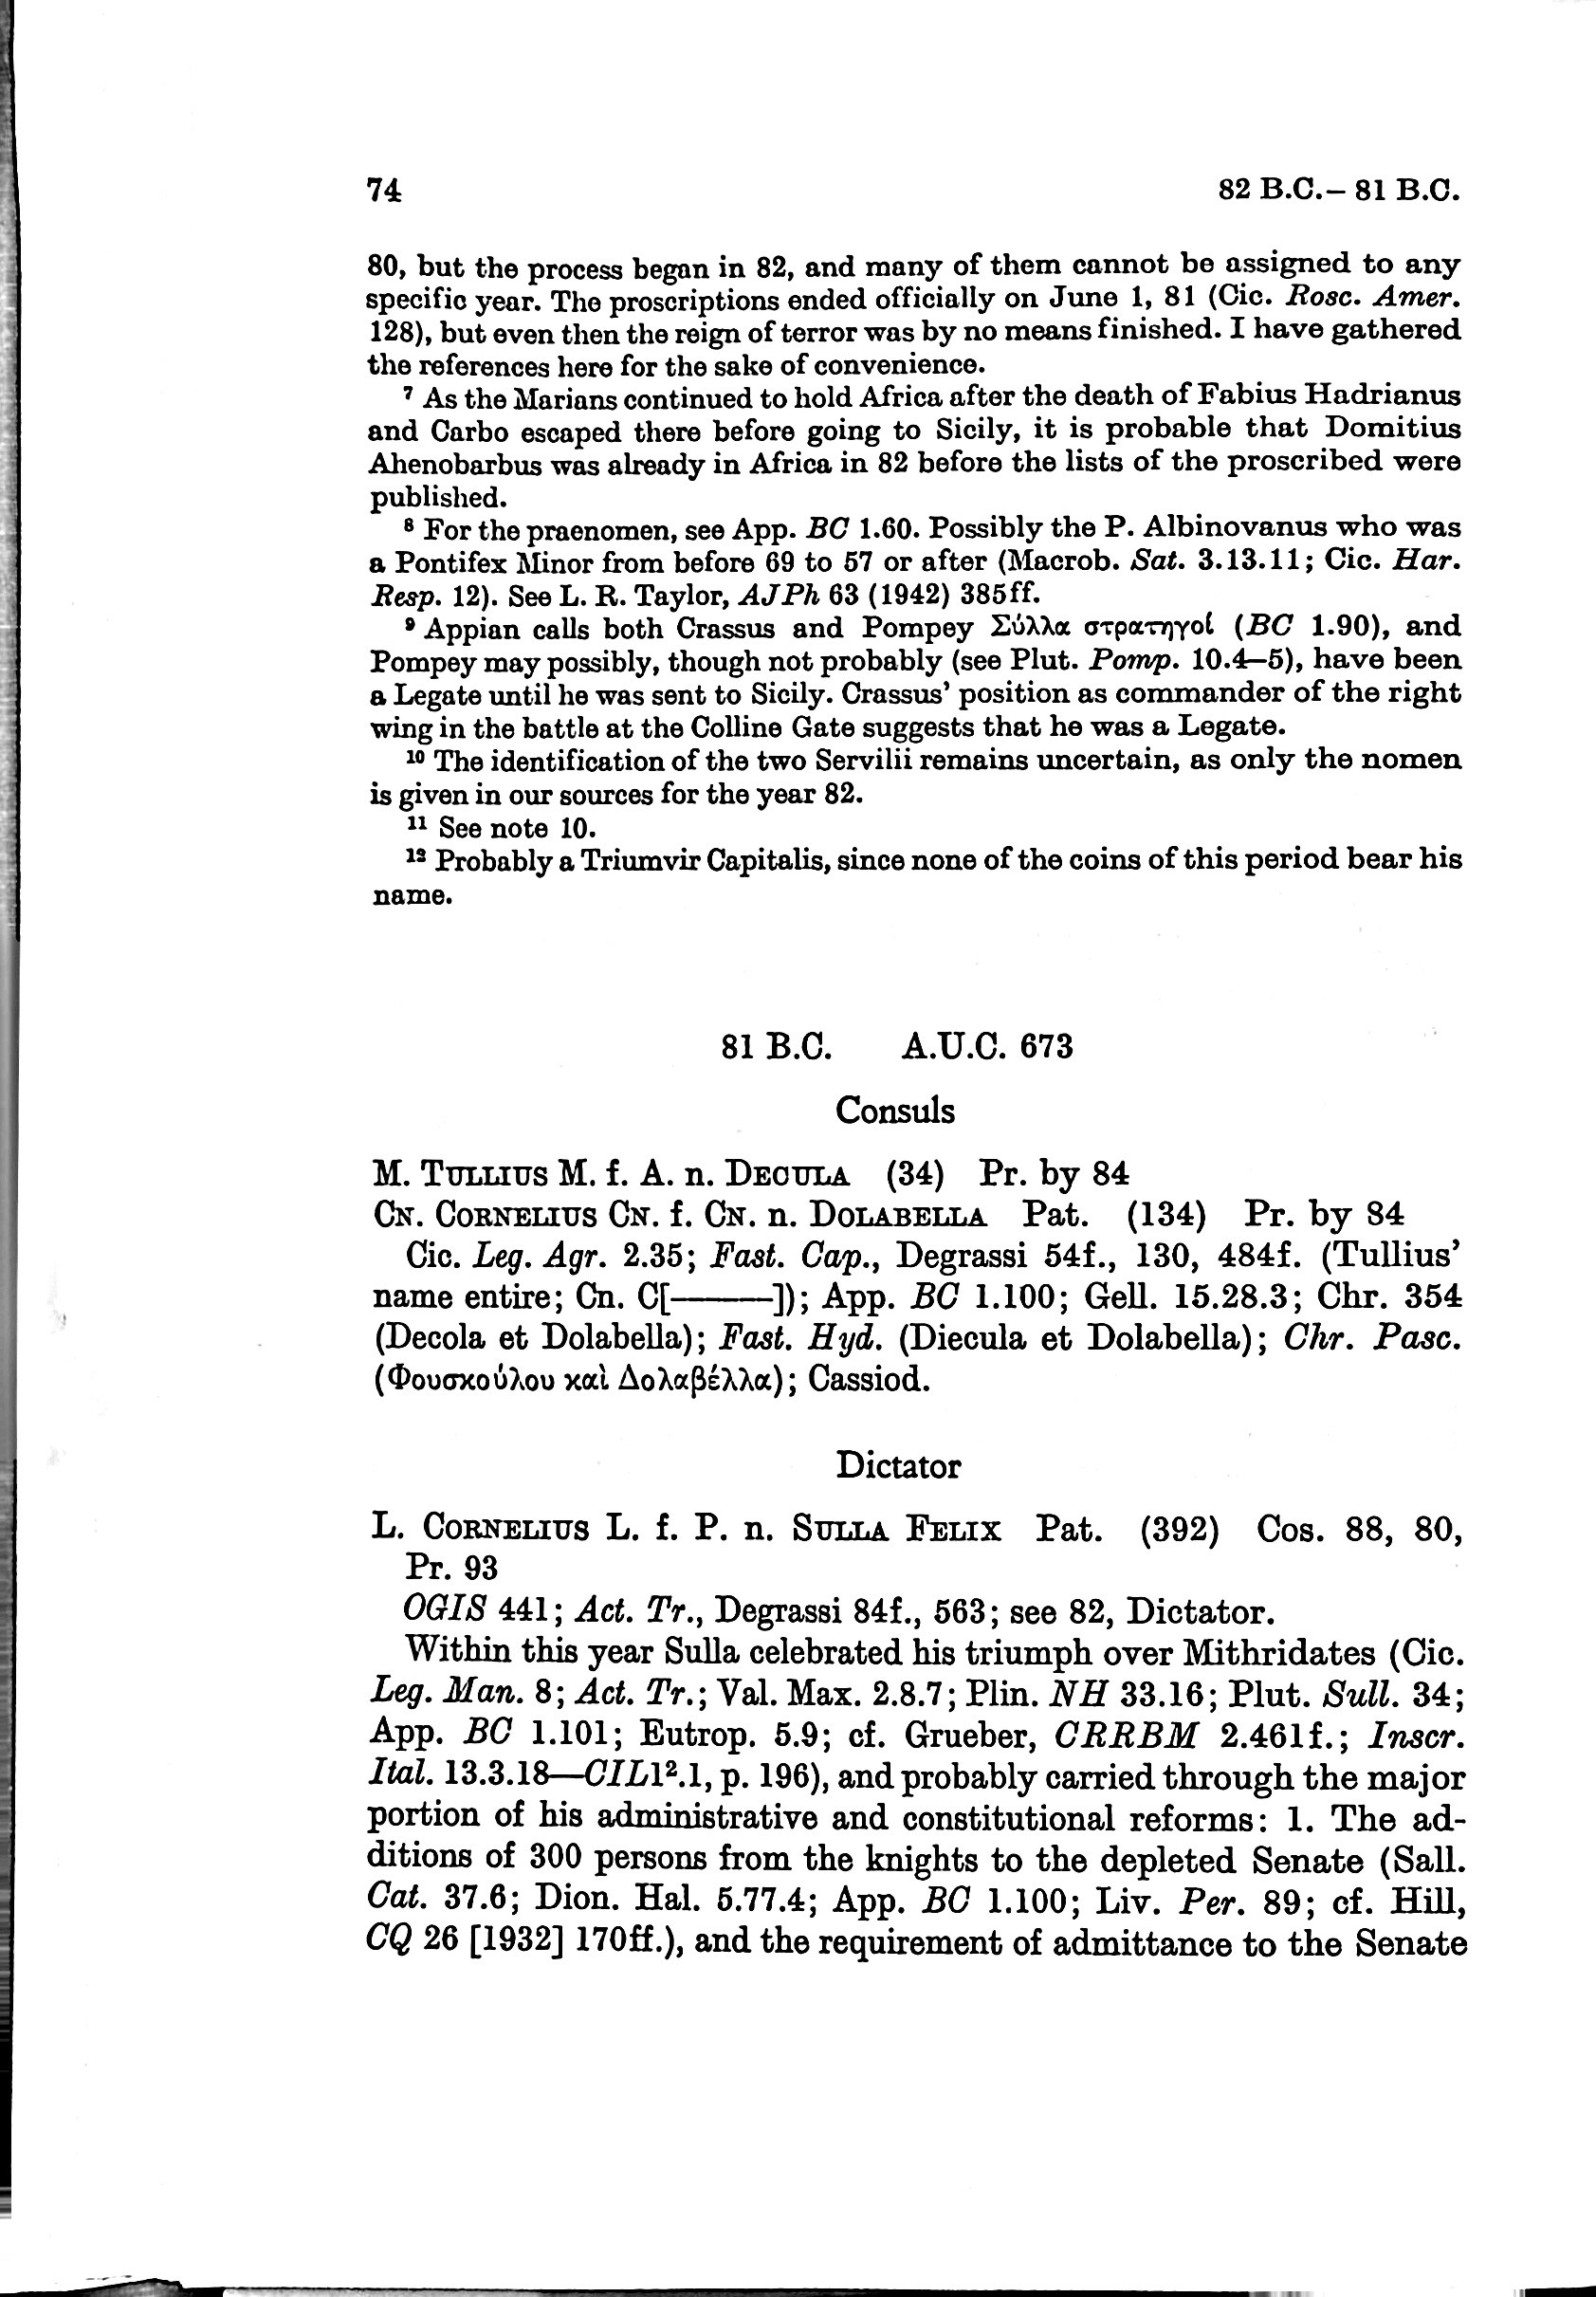 74 82 B.C.– 81 B.C.
80, but the process began in 82, and many of them cannot be assigned to any
specific year. The proscriptions ended officially on June 1, 81 (Cic. Rosc. Amer.
128), but even then the reign of terror was by no means finished. I have gathered
the references here for the sake of convenience.
⁷ As the Marians continued to hold Africa after the death of Fabius Hadrianus
and Carbo escaped there before going to Sicily, it is probable that Domitius
Ahenobarbus was already in Africa in 82 before the lists of the proscribed were
published.
⁸ For the praenomen, see App. BC 1.60. Possibly the P. Albinovanus who was
a Pontifex Minor from before 69 to 57 or after (Macrob. Sat. 3.13.11; Cic. Har.
Resp. 12). See L. R. Taylor, AJPh 63 (1942) 385ff.
⁹ Appian calls both Crassus and Pompey Σύλλα στρατηγοί (BC 1.90), and
Pompey may possibly, though not probably (see Plut. Pomp. 10.4–5), have been
a Legate until he was sent to Sicily. Crassus’ position as commander of the right
wing in the battle at the Colline Gate suggests that he was a Legate.
¹⁰ The identification of the two Servilii remains uncertain, as only the nomen
is given in our sources for the year 82.
¹¹ See note 10.
¹² Probably a Triumvir Capitalis, since none of the coins of this period bear his
name.
81 B.C. A.U.C. 673
Consuls
M. Tullius M. f. A. n. Decula (34) Pr. by 84
Cn. Cornelius Cn. f. Cn. n. Dolabella Pat. (134) Pr. by 84
Cic. Leg. Agr. 2.35; Fast. Cap., Degrassi 54f., 130, 484f. (Tullius’
name entire; Cn. C[———]); App. BC 1.100; Gell. 15.28.3; Chr. 354
(Decola et Dolabella); Fast. Hyd. (Diecula et Dolabella); Chr. Pasc.
(Φουσκούλου καὶ Δολαβέλλα); Cassiod.
Dictator
L. Cornelius L. f. P. n. Sulla Felix Pat. (392) Cos. 88, 80,
Pr. 93
OGIS 441; Act. Tr., Degrassi 84f., 563; see 82, Dictator.
Within this year Sulla celebrated his triumph over Mithridates (Cic.
Leg. Man. 8; Act. Tr.; Val. Max. 2.8.7; Plin. NH 33.16; Plut. Sull. 34;
App. BC 1.101; Eutrop. 5.9; cf. Grueber, CRRBM 2.461f.; Inscr.
Ital. 13.3.18—CIL1².1, p. 196), and probably carried through the major
portion of his administrative and constitutional reforms: 1. The ad-
ditions of 300 persons from the knights to the depleted Senate (Sall.
Cat. 37.6; Dion. Hal. 5.77.4; App. BC 1.100; Liv. Per. 89; cf. Hill,
CQ 26 [1932] 170ff.), and the requirement of admittance to the Senate